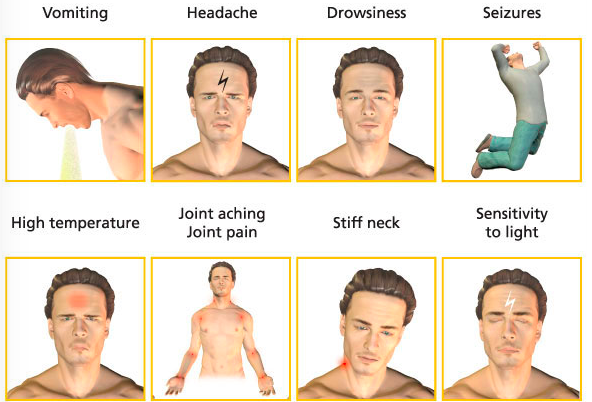 Vomiting
Headache
Drowsiness
Seizures
High temperature
Joint aching
Joint pain
Stiff neck
Sensitivity
to light